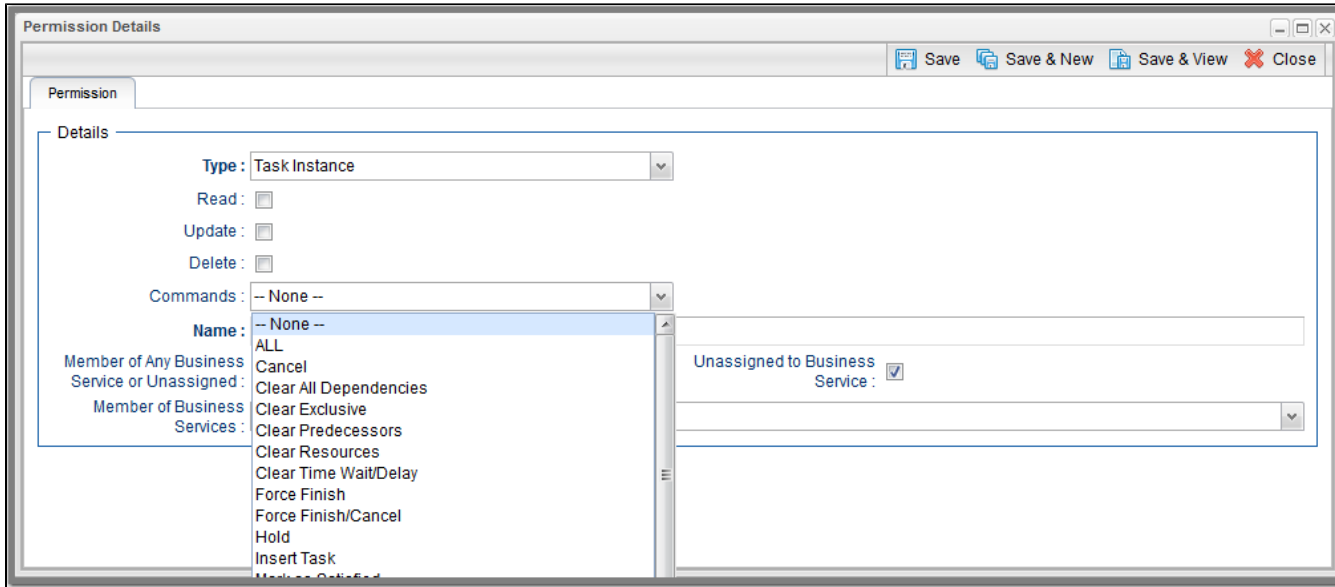 Permission Details
Save Save & New Save & View Close
Permission
Details
Type : Task Instance
Read :
Update :
Delete :
Commands : -- None --
Name : -- None --
ALL
Member of Any Business
Service or Unassigned :
Cancel
Clear All Dependencies
Unassigned to Business
Service :
Member of Business
Services :
Clear Exclusive
Clear Predecessors
Clear Resources
Clear Time Wait/Delay
Force Finish
Force Finish/Cancel
Hold
Insert Task
Mark as Satisfied